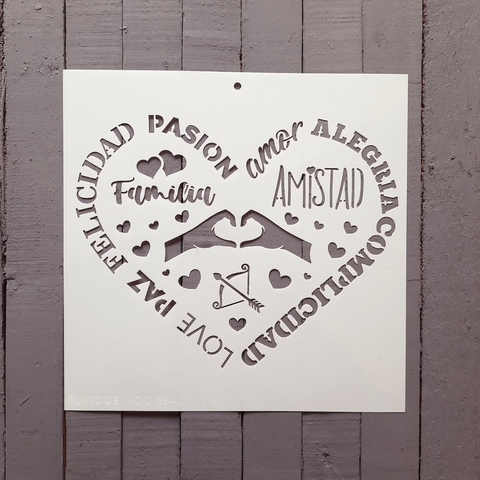 PASION
amor
ALEGRIA
COMPLICIDAD
LOVE
PAZ
FELICIDAD
Familia
AMiSTAD